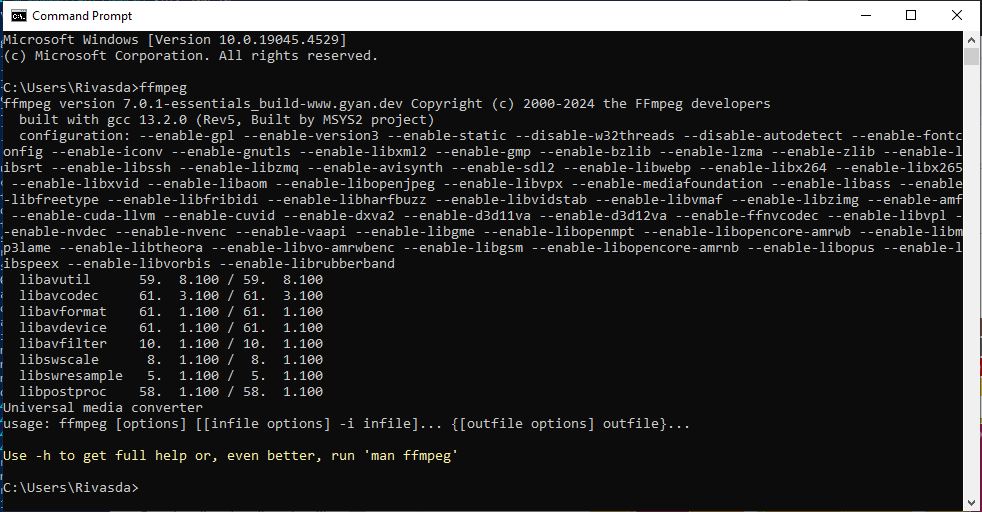 Command Prompt
Microsoft Windows [Version 10.0.19045.4529]
(c) Microsoft Corporation. All rights reserved.
C:\Users\Rivasda>ffmpeg
ffmpeg version 7.0.1-essentials_build-www.gyan.dev Copyright (c) 2000-2024 the FFmpeg developers
  built with gcc 13.2.0 (Rev5, Built by MSYS2 project)
  configuration: --enable-gpl --enable-version3 --enable-static --disable-w32threads --disable-autodetect --enable-fontc
onfig --enable-iconv --enable-gnutls --enable-libxml2 --enable-gmp --enable-bzlib --enable-lzma --enable-zlib --enable-l
ibsrt --enable-libssh --enable-libzmq --enable-avisynth --enable-sdl2 --enable-libwebp --enable-libx264 --enable-libx265
 --enable-libxvid --enable-libaom --enable-libopenjpeg --enable-libvpx --enable-mediafoundation --enable-libass --enable
-libfreetype --enable-libfribidi --enable-libharfbuzz --enable-libvidstab --enable-libvmaf --enable-libzimg --enable-amf
 --enable-cuda-llvm --enable-cuvid --enable-dxva2 --enable-d3d11va --enable-d3d12va --enable-ffnvcodec --enable-libvpl -
-enable-nvdec --enable-nvenc --enable-vaapi --enable-libgme --enable-libopenmpt --enable-libopencore-amrwb --enable-libm
p3lame --enable-libtheora --enable-libvo-amrwbenc --enable-libgsm --enable-libopencore-amrnb --enable-libopus --enable-l
ibspeex --enable-libvorbis --enable-librubberband
  libavutil      59.  8.100 / 59.  8.100
  libavcodec     61.  3.100 / 61.  3.100
  libavformat    61.  1.100 / 61.  1.100
  libavdevice    61.  1.100 / 61.  1.100
  libavfilter    10.  1.100 / 10.  1.100
  libswscale      8.  1.100 /  8.  1.100
  libswresample   5.  1.100 /  5.  1.100
  libpostproc    58.  1.100 / 58.  1.100
Universal media converter
usage: ffmpeg [options] [[infile options] -i infile]... {[outfile options] outfile}...
Use -h to get full help or, even better, run 'man ffmpeg'
C:\Users\Rivasda>